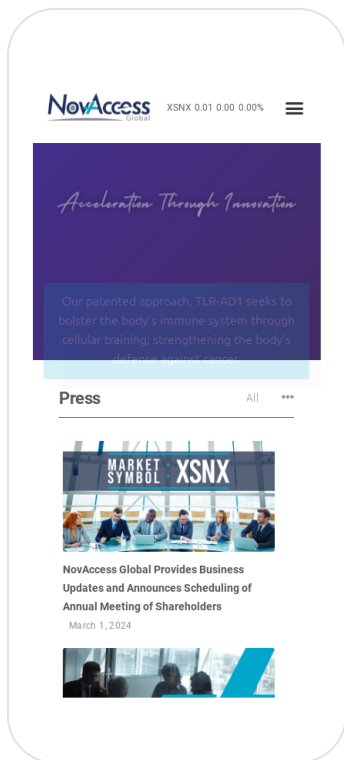 NovAccess
Global
XSNX 0.01 0.00 0.00%
Acceleration Through Innovation
Our patented approach, TLR-AD1 seeks to
bolster the body's immune system through
cellular training; strengthening the body's
defense against cancer.
Press
All
MARKET
SYMBOL : XSNX
NovAccess Global Provides Business
Updates and Announces Scheduling of
Annual Meeting of Shareholders
March 1, 2024